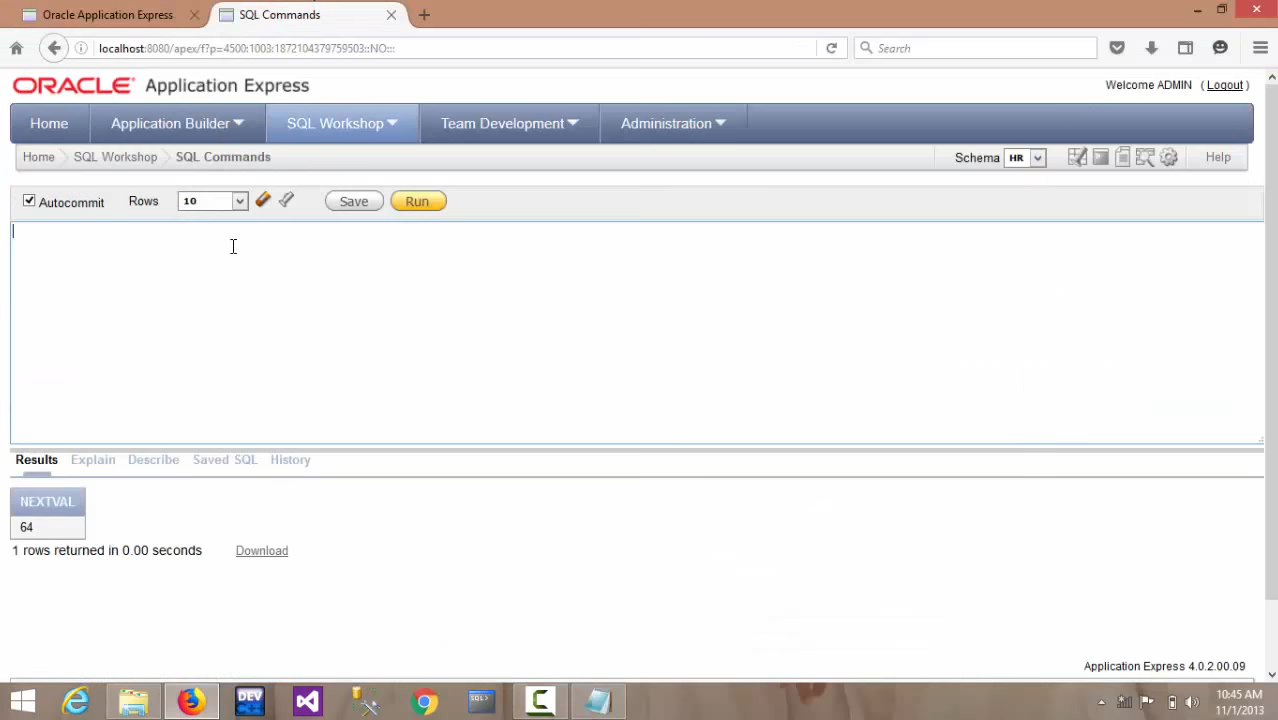 Oracle Application Express
SQL Commands
localhost:8080/apex/f?p=4500:1003:1872104379759503::NO:::
Search
ORACLE Application Express
Welcome ADMIN ( Logout )
Home Application Builder SQL Workshop Team Development Administration
Home SQL Workshop SQL Commands Schema HR Help
Autocommit Rows 10 Save Run
Results Explain Describe Saved SQL History
NEXTVAL
64
1 rows returned in 0.00 seconds Download
Application Express 4.0.2.00.09
DEV
SQL>
10:45 AM
11/1/2013